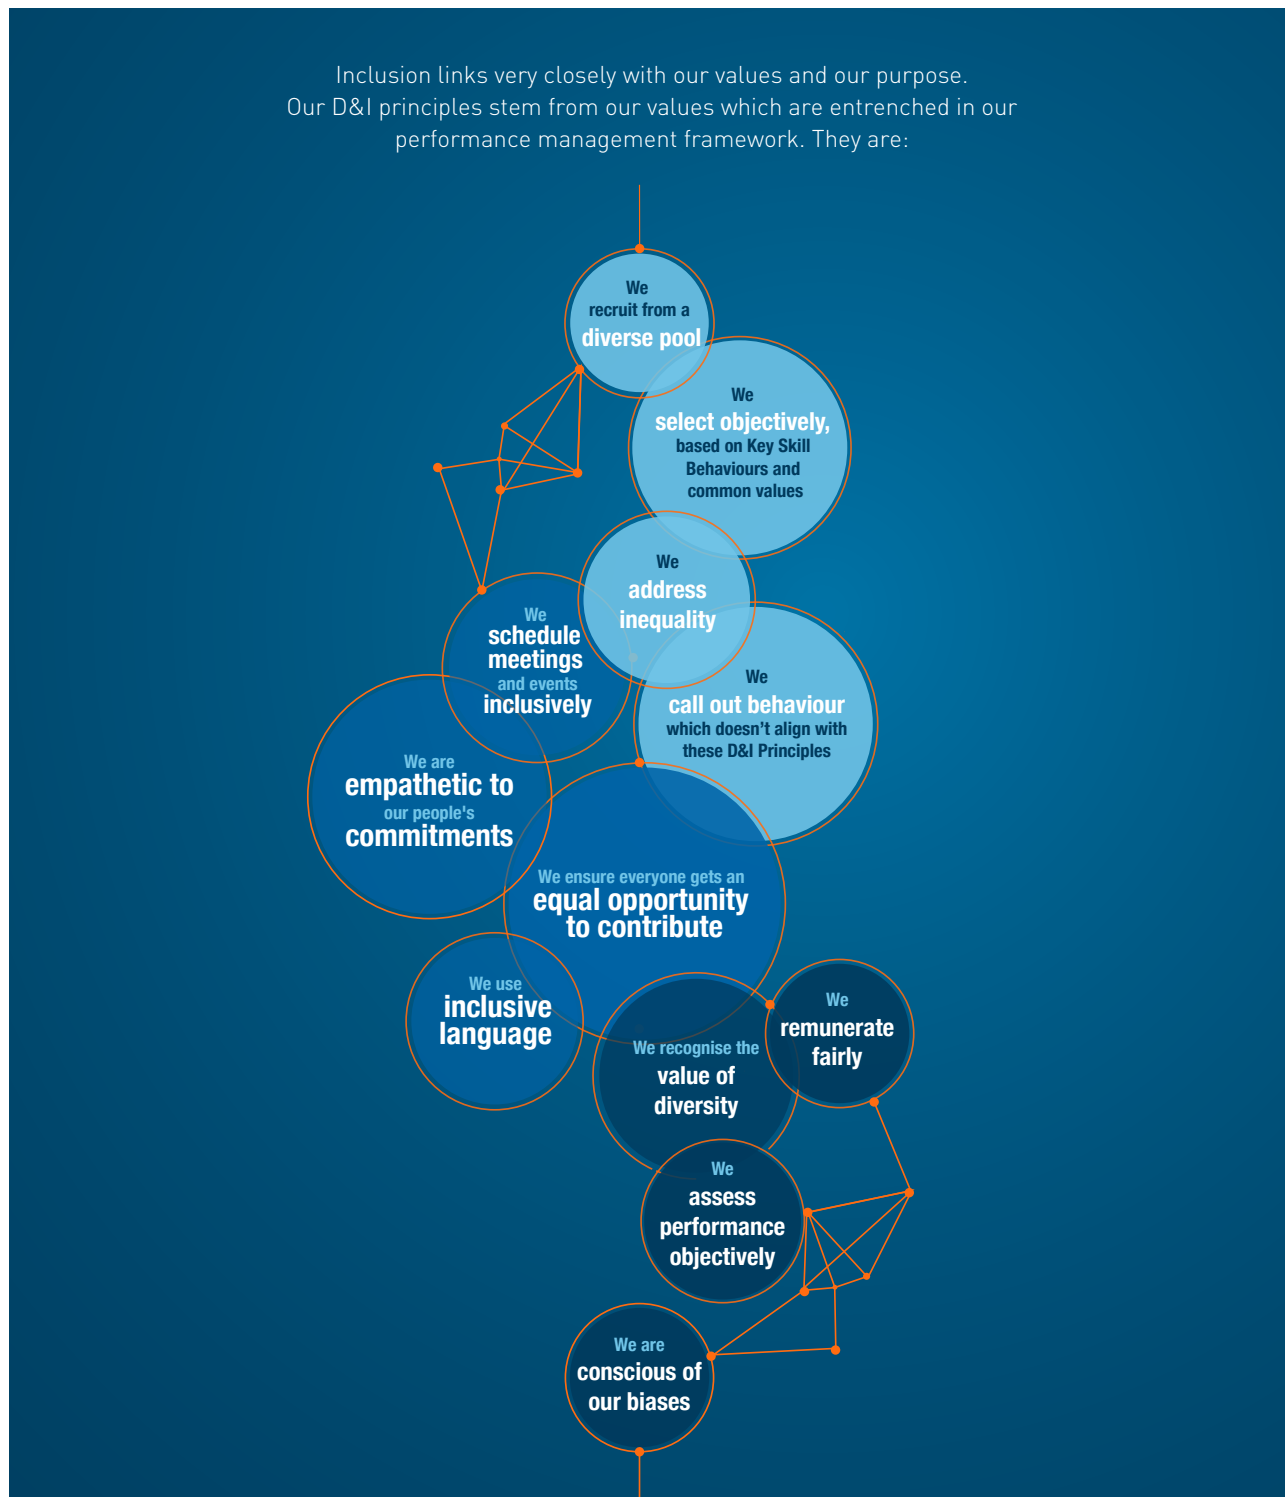 Inclusion links very closely with our values and our purpose.
Our D&I principles stem from our values which are entrenched in our
performance management framework. They are:
We
recruit from a
diverse pool
We
select objectively,
based on Key Skill
Behaviours and
common values
We
address
inequality
We
schedule
meetings
and events
inclusively
We
call out behaviour
which doesn't align with
these D&I Principles
We are
empathetic to
our people's
commitments
We ensure everyone gets an
equal opportunity
to contribute
We use
inclusive
language
We
remunerate
fairly
We recognise the
value of
diversity
We
assess
performance
objectively
We are
conscious of
our biases